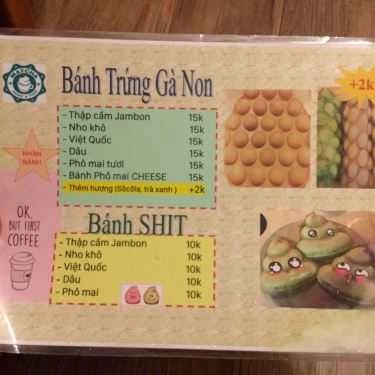 Bánh Trứng Gà Non
+2k
- Thập cẩm Jambon 15k
- Nho khô 15k
- Việt Quốc 15k
- Dâu 15k
- Phô mai tươi 15k
- Bánh Phô mai CHEESE 15k
- Thêm hương (Sôcôla, trà xanh ) +2k
OK,
BUT FIRST
COFFEE
Bánh SHIT
- Thập cẩm Jambon 10k
- Nho khô 10k
- Việt Quốc 10k
- Dâu 10k
- Phô mai 10k